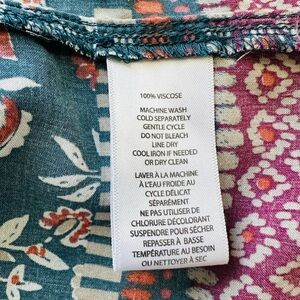 100% VISCOSE
MACHINE WASH
COLD SEPARATELY
GENTLE CYCLE
DO NOT BLEACH
LINE DRY
COOL IRON IF NEEDED
OR DRY CLEAN
LAVER À LA MACHINE
À L'EAU FROIDE AU
CYCLE DÉLICAT
SÉPAREMENT
NE PAS UTILISER DE
CHLORURE DÉCOLORANT
SUSPENDRE POUR SÉCHER
REPASSER À BASSE
TEMPÉRATURE AU BESOIN
OU NETTOYER À SEC